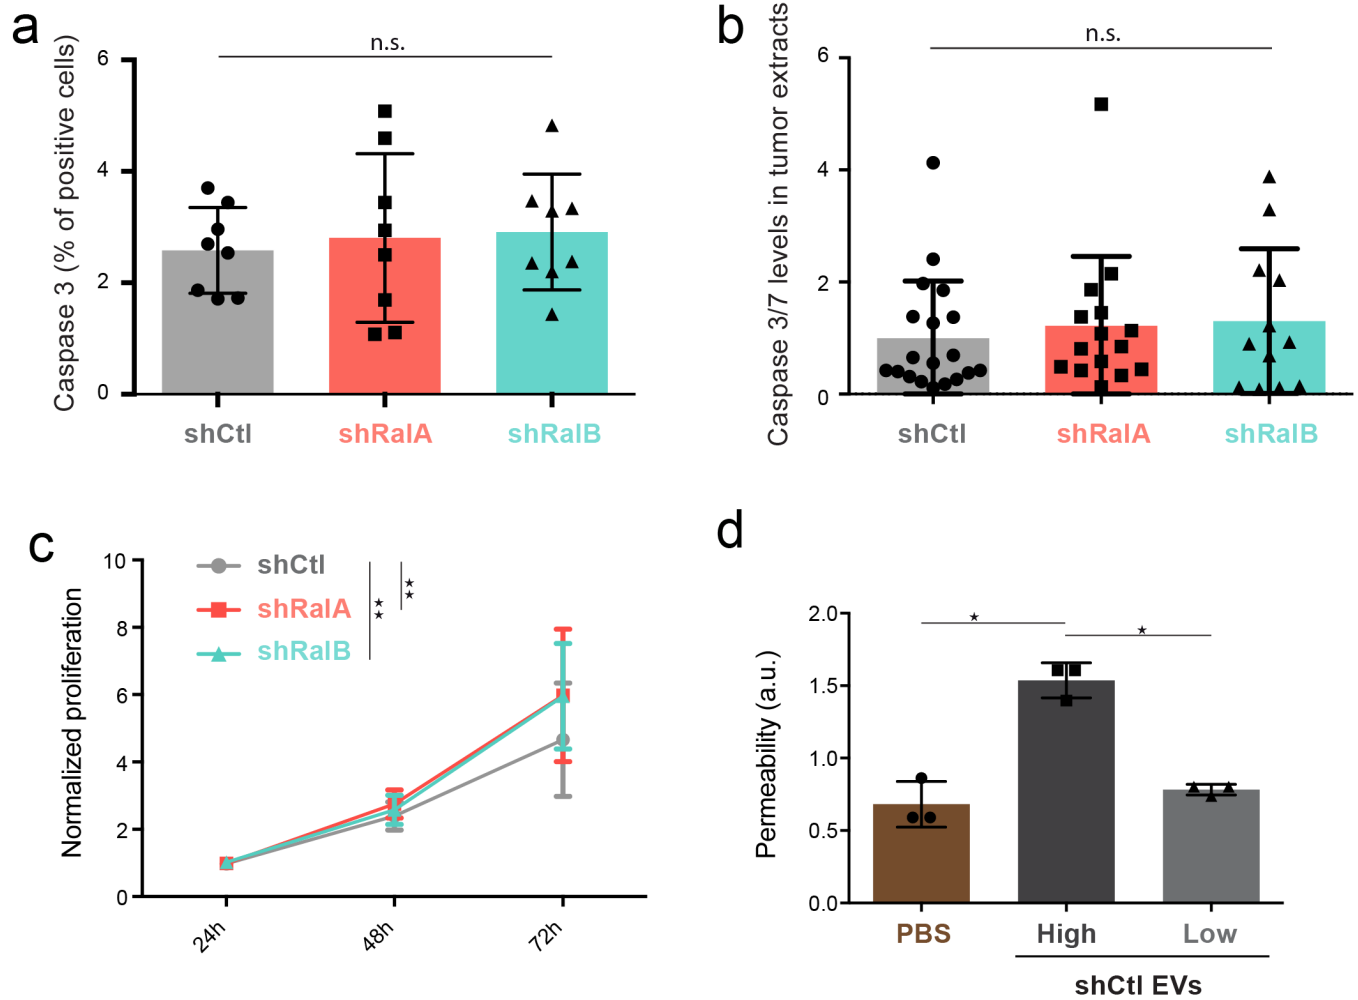 a
Caspase 3 (% of positive cells)
n.s.
6
4
2
0
shCtl
shRalA
shRalB
b
Caspase 3/7 levels in tumor extracts
n.s.
6
4
2
0
shCtl
shRalA
shRalB
c
Normalized proliferation
10
8
6
4
2
0
shCtl
shRalA
shRalB
★★
★★
24h
48h
72h
d
Permeability (a.u.)
2.0
1.5
1.0
0.5
0.0
★
★
PBS
High
Low
shCtl EVs